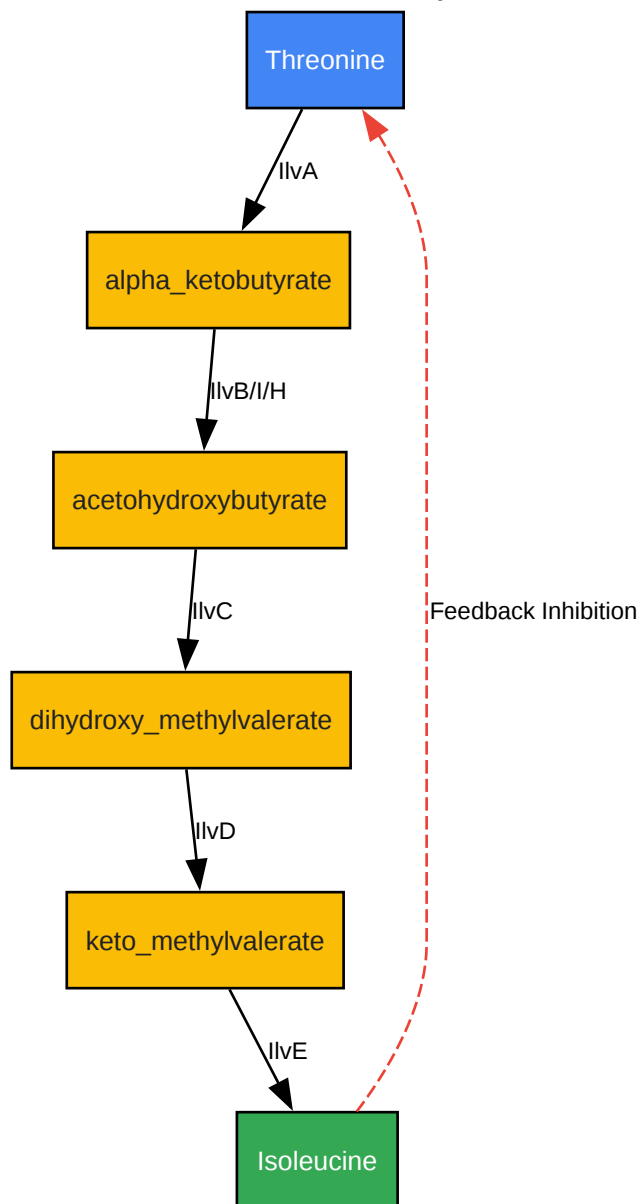 Threonine
IlvA
alpha_ketobutyrate
IlvB/I/H
acetohydroxybutyrate
IlvC
Feedback Inhibition
dihydroxy_methylvalerate
IlvD
keto_methylvalerate
IlvE
Isoleucine